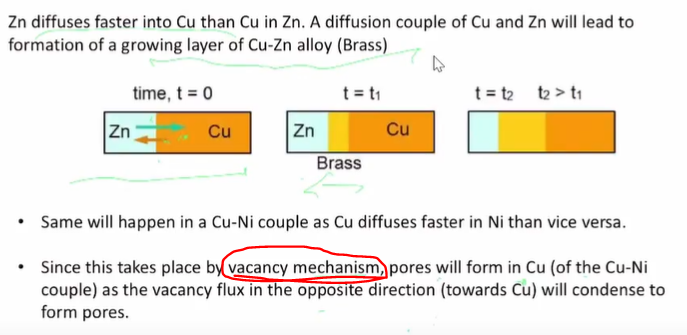 Zn diffuses faster into Cu than Cu in Zn. A diffusion couple of Cu and Zn will lead to
formation of a growing layer of Cu-Zn alloy (Brass)
time, t = 0 t = t₁ t = t₂ t₂ > t₁
Zn Cu Zn Cu
Brass
• Same will happen in a Cu-Ni couple as Cu diffuses faster in Ni than vice versa.
• Since this takes place by vacancy mechanism, pores will form in Cu (of the Cu-Ni
couple) as the vacancy flux in the opposite direction (towards Cu) will condense to
form pores.